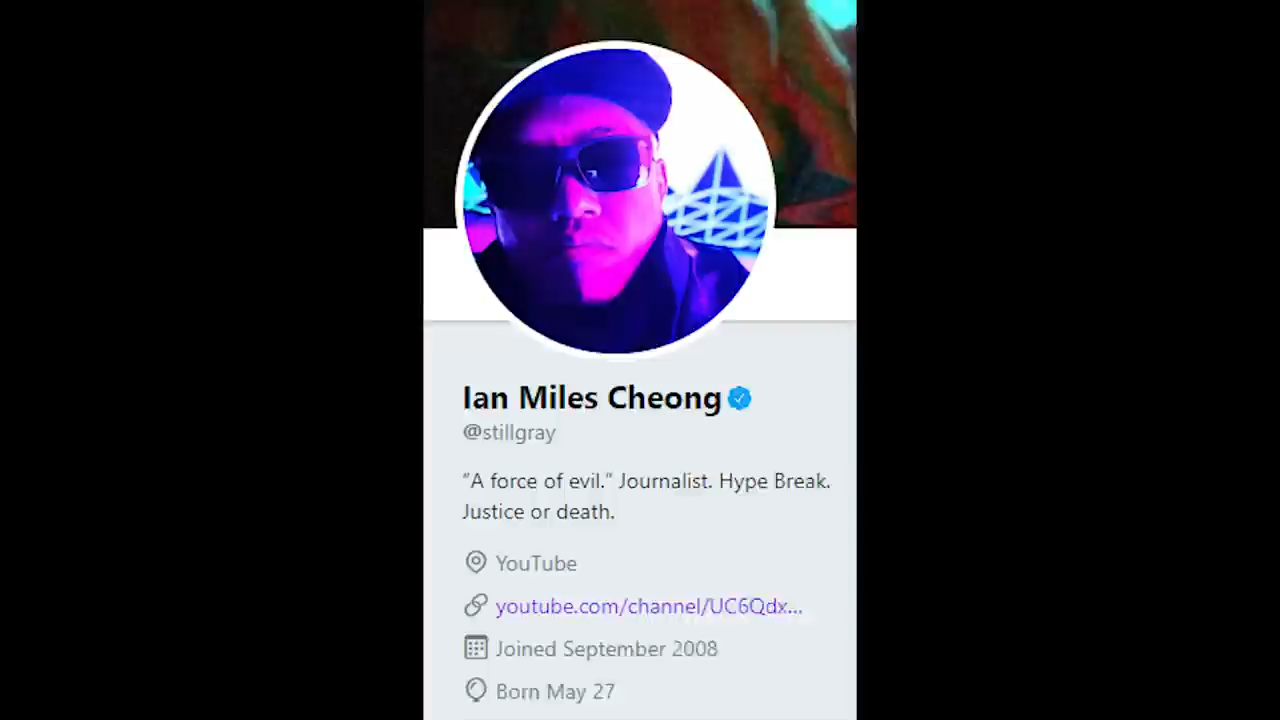 Ian Miles Cheong
@stillgray
"A force of evil." Journalist. Hype Break.
Justice or death.
YouTube
youtube.com/channel/UC6Qdx...
Joined September 2008
Born May 27